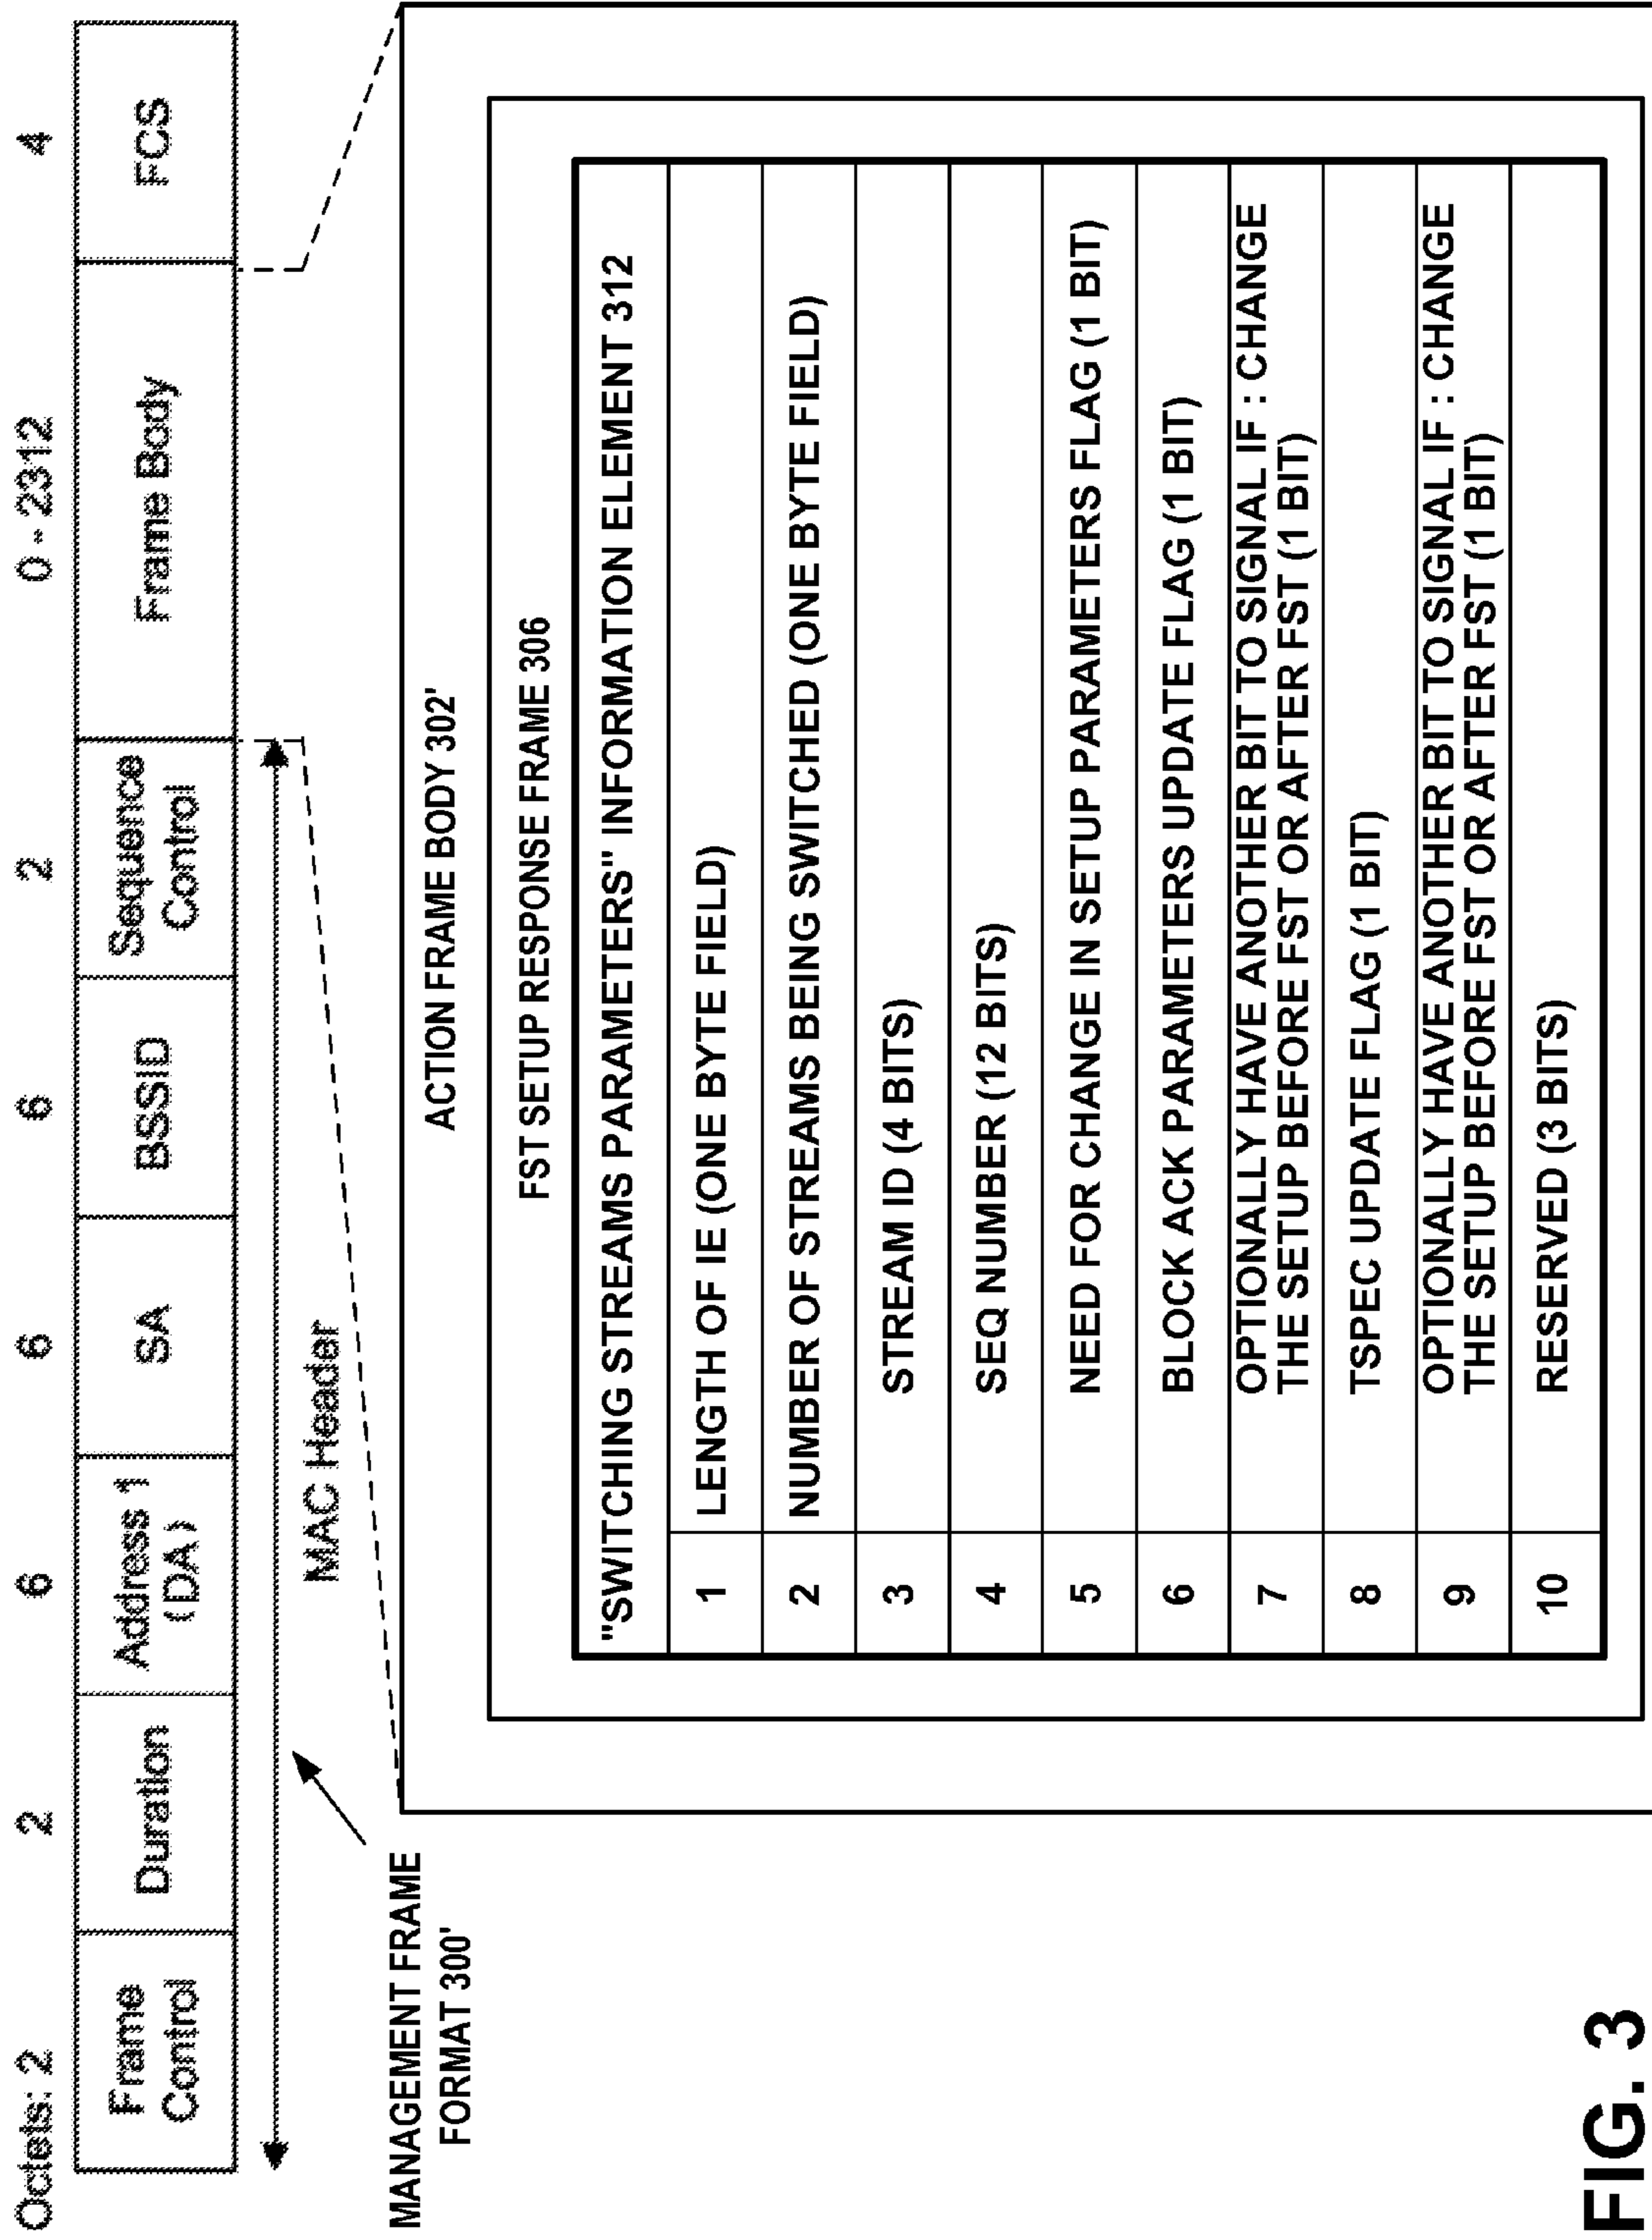 Octets: 2 2 6 6 6 2 0 - 2312 4
Frame Control Duration Address 1 (DA) SA BSSID Sequence Control Frame Body FCS
MAC Header
MANAGEMENT FRAME
FORMAT 300'
ACTION FRAME BODY 302'
FST SETUP RESPONSE FRAME 306
"SWITCHING STREAMS PARAMETERS" INFORMATION ELEMENT 312
1 LENGTH OF IE (ONE BYTE FIELD)
2 NUMBER OF STREAMS BEING SWITCHED (ONE BYTE FIELD)
3 STREAM ID (4 BITS)
4 SEQ NUMBER (12 BITS)
5 NEED FOR CHANGE IN SETUP PARAMETERS FLAG (1 BIT)
6 BLOCK ACK PARAMETERS UPDATE FLAG (1 BIT)
7 OPTIONALLY HAVE ANOTHER BIT TO SIGNAL IF : CHANGE
THE SETUP BEFORE FST OR AFTER FST (1 BIT)
8 TSPEC UPDATE FLAG (1 BIT)
9 OPTIONALLY HAVE ANOTHER BIT TO SIGNAL IF : CHANGE
THE SETUP BEFORE FST OR AFTER FST (1 BIT)
10 RESERVED (3 BITS)
FIG. 3